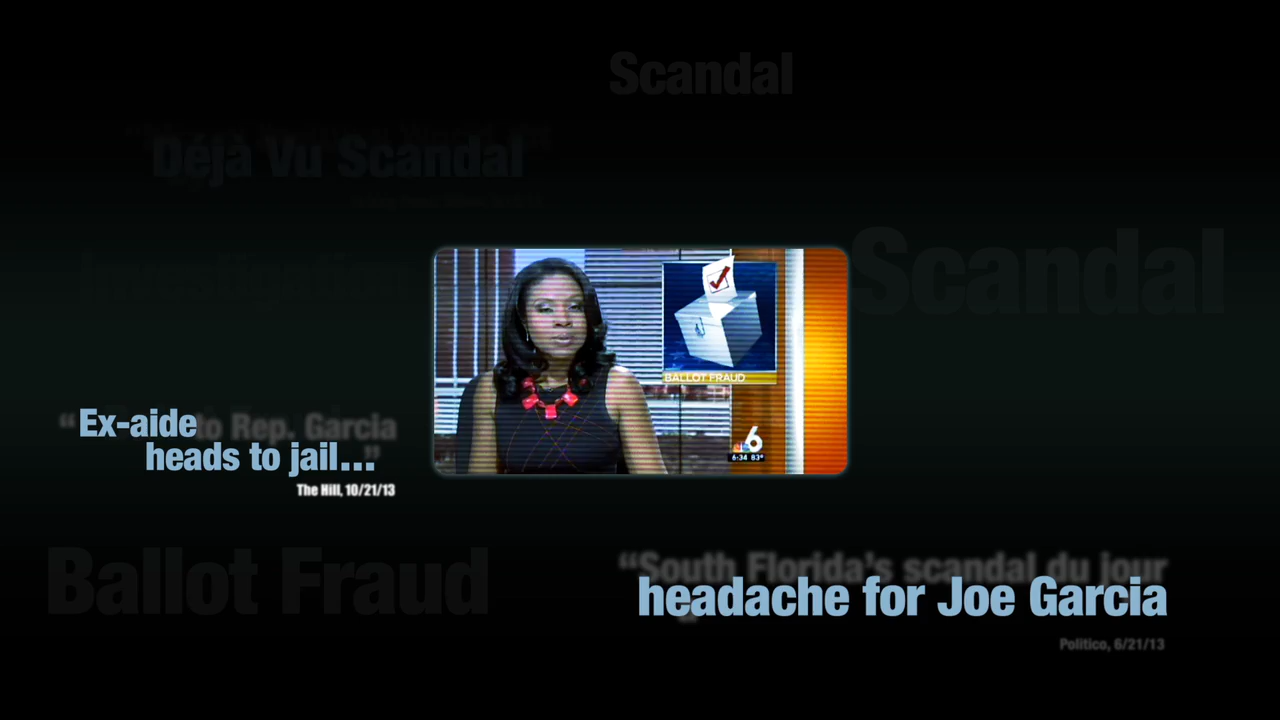 Scandal
Déjà Vu Scandal
Investigation
Scandal
BALLOT FRAUD
6
6:34 83°
“Ex-aide to Rep. Garcia
heads to jail...”
The Hill, 10/21/13
Ballot Fraud
“South Florida's scandal du jour
headache for Joe Garcia
Politico, 6/21/13